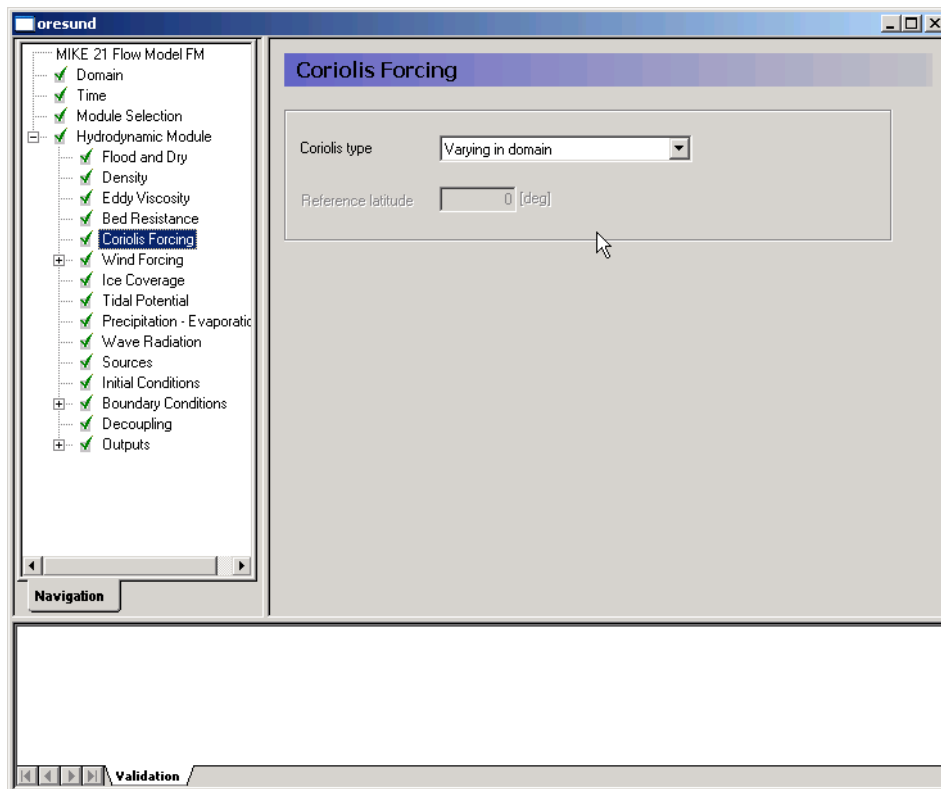 oresund
MIKE 21 Flow Model FM
Domain
Time
Module Selection
Hydrodynamic Module
Flood and Dry
Density
Eddy Viscosity
Bed Resistance
Coriolis Forcing
Wind Forcing
Ice Coverage
Tidal Potential
Precipitation - Evaporatio
Wave Radiation
Sources
Initial Conditions
Boundary Conditions
Decoupling
Outputs
Navigation
Coriolis Forcing
Coriolis type Varying in domain
Reference latitude 0 [deg]
Validation